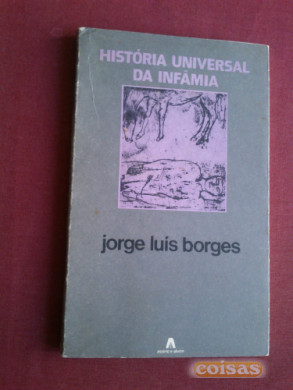 HISTÓRIA UNIVERSAL
DA INFÂMIA
jorge luis borges
coisas